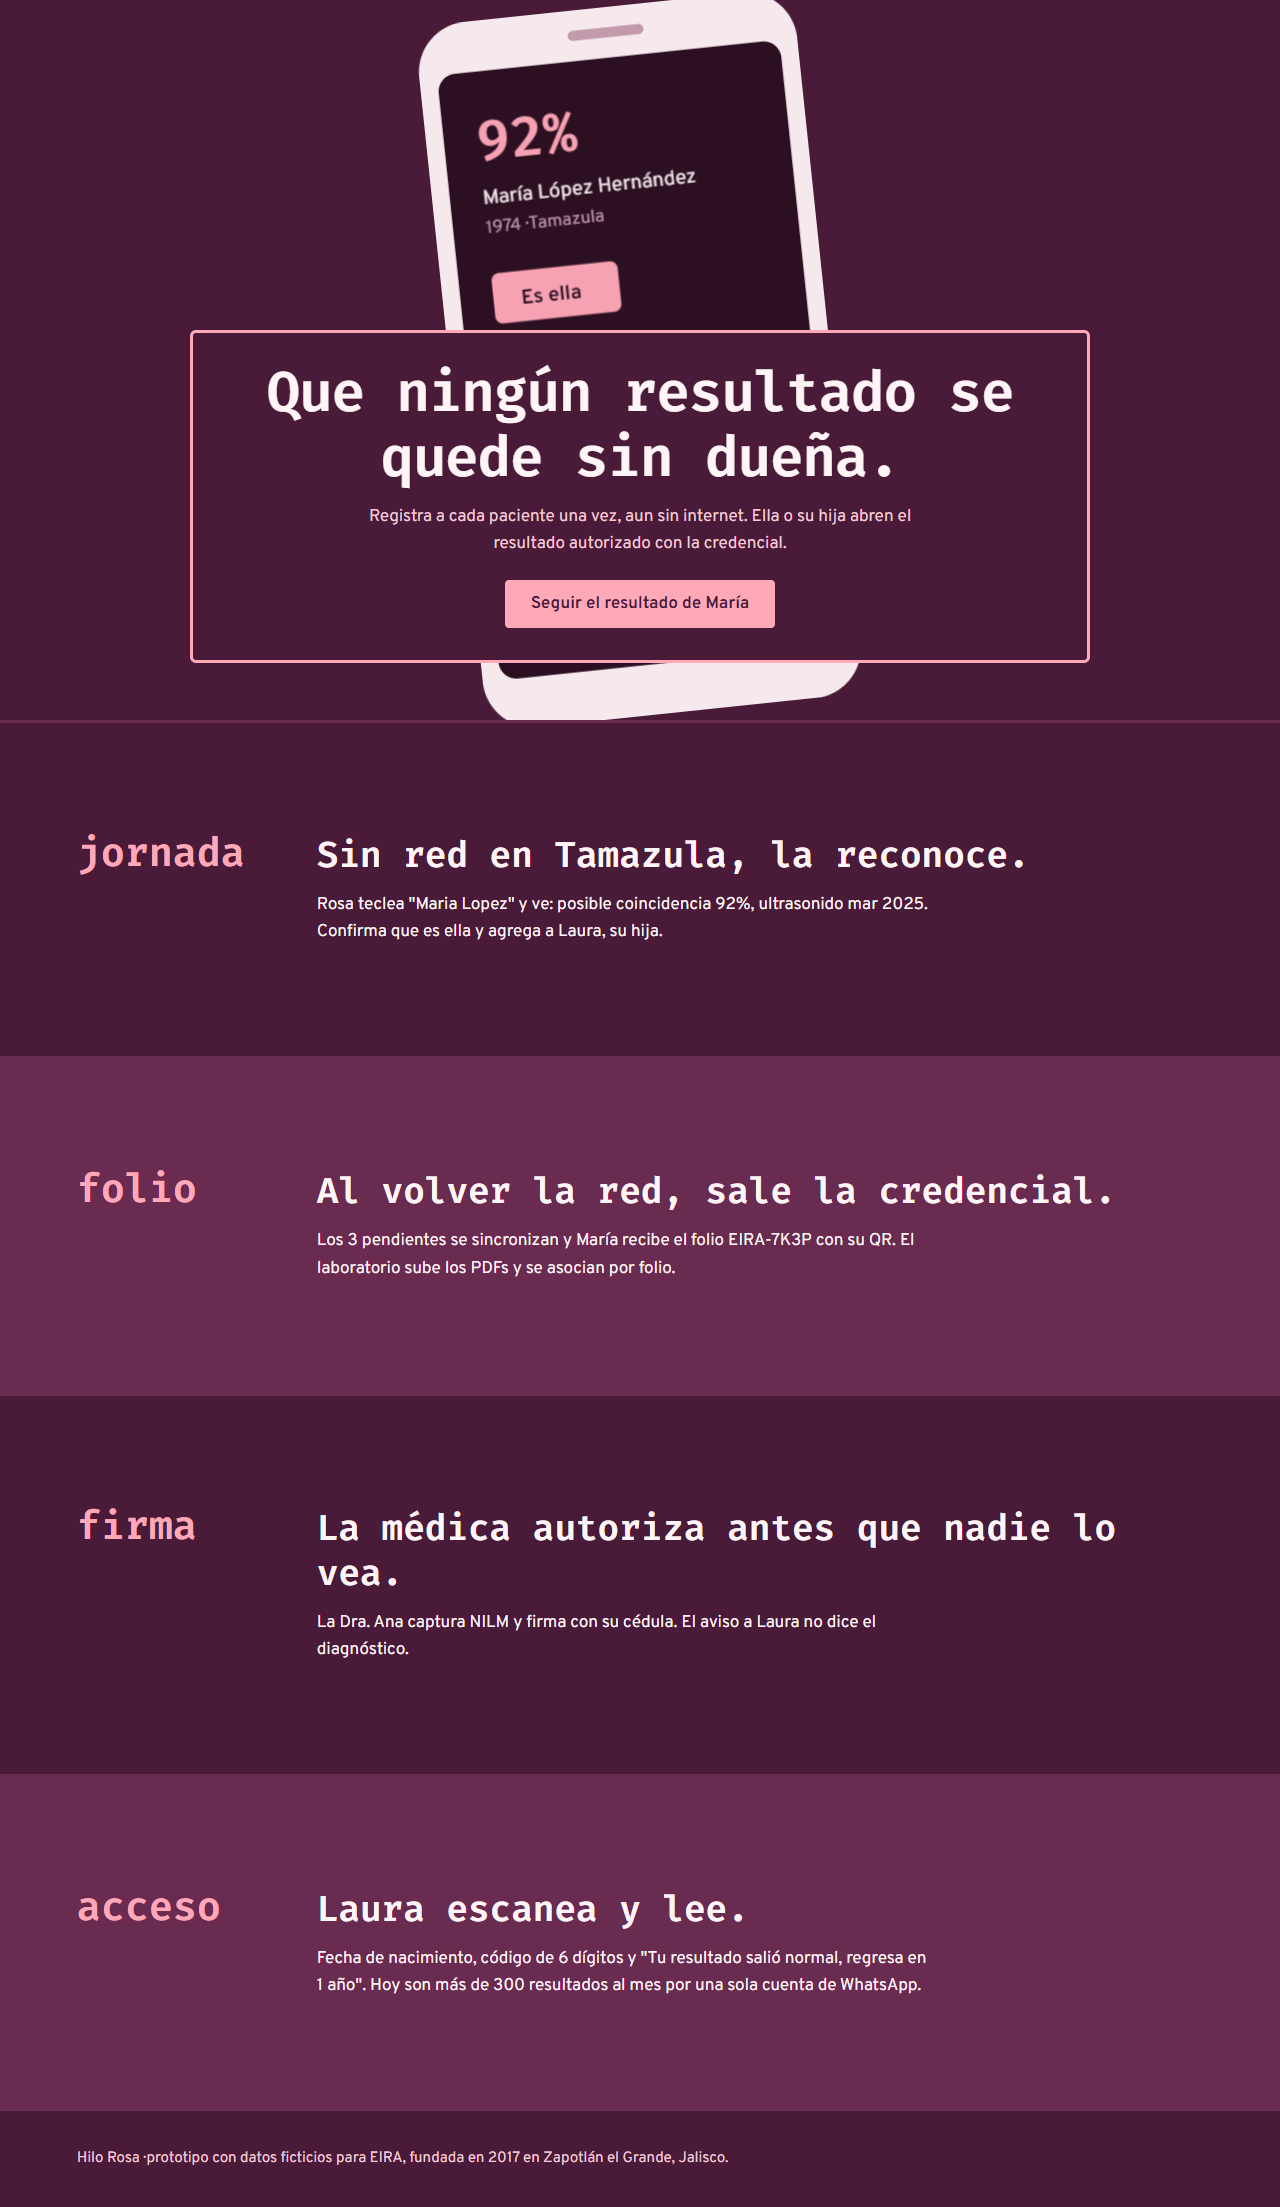 92%
María López Hernández
1974 · Tamazula
Es ella
Que ningún resultado se
quede sin dueña.
Registra a cada paciente una vez, aun sin internet. Ella o su hija abren el
resultado autorizado con la credencial.
Seguir el resultado de María
jornada
Sin red en Tamazula, la reconoce.
Rosa teclea "Maria Lopez" y ve: posible coincidencia 92%, ultrasonido mar 2025.
Confirma que es ella y agrega a Laura, su hija.
folio
Al volver la red, sale la credencial.
Los 3 pendientes se sincronizan y María recibe el folio EIRA-7K3P con su QR. El
laboratorio sube los PDFs y se asocian por folio.
firma
La médica autoriza antes que nadie lo
vea.
La Dra. Ana captura NILM y firma con su cédula. El aviso a Laura no dice el
diagnóstico.
acceso
Laura escanea y lee.
Fecha de nacimiento, código de 6 dígitos y "Tu resultado salió normal, regresa en
1 año". Hoy son más de 300 resultados al mes por una sola cuenta de WhatsApp.
Hilo Rosa · prototipo con datos ficticios para EIRA, fundada en 2017 en Zapotlán el Grande, Jalisco.